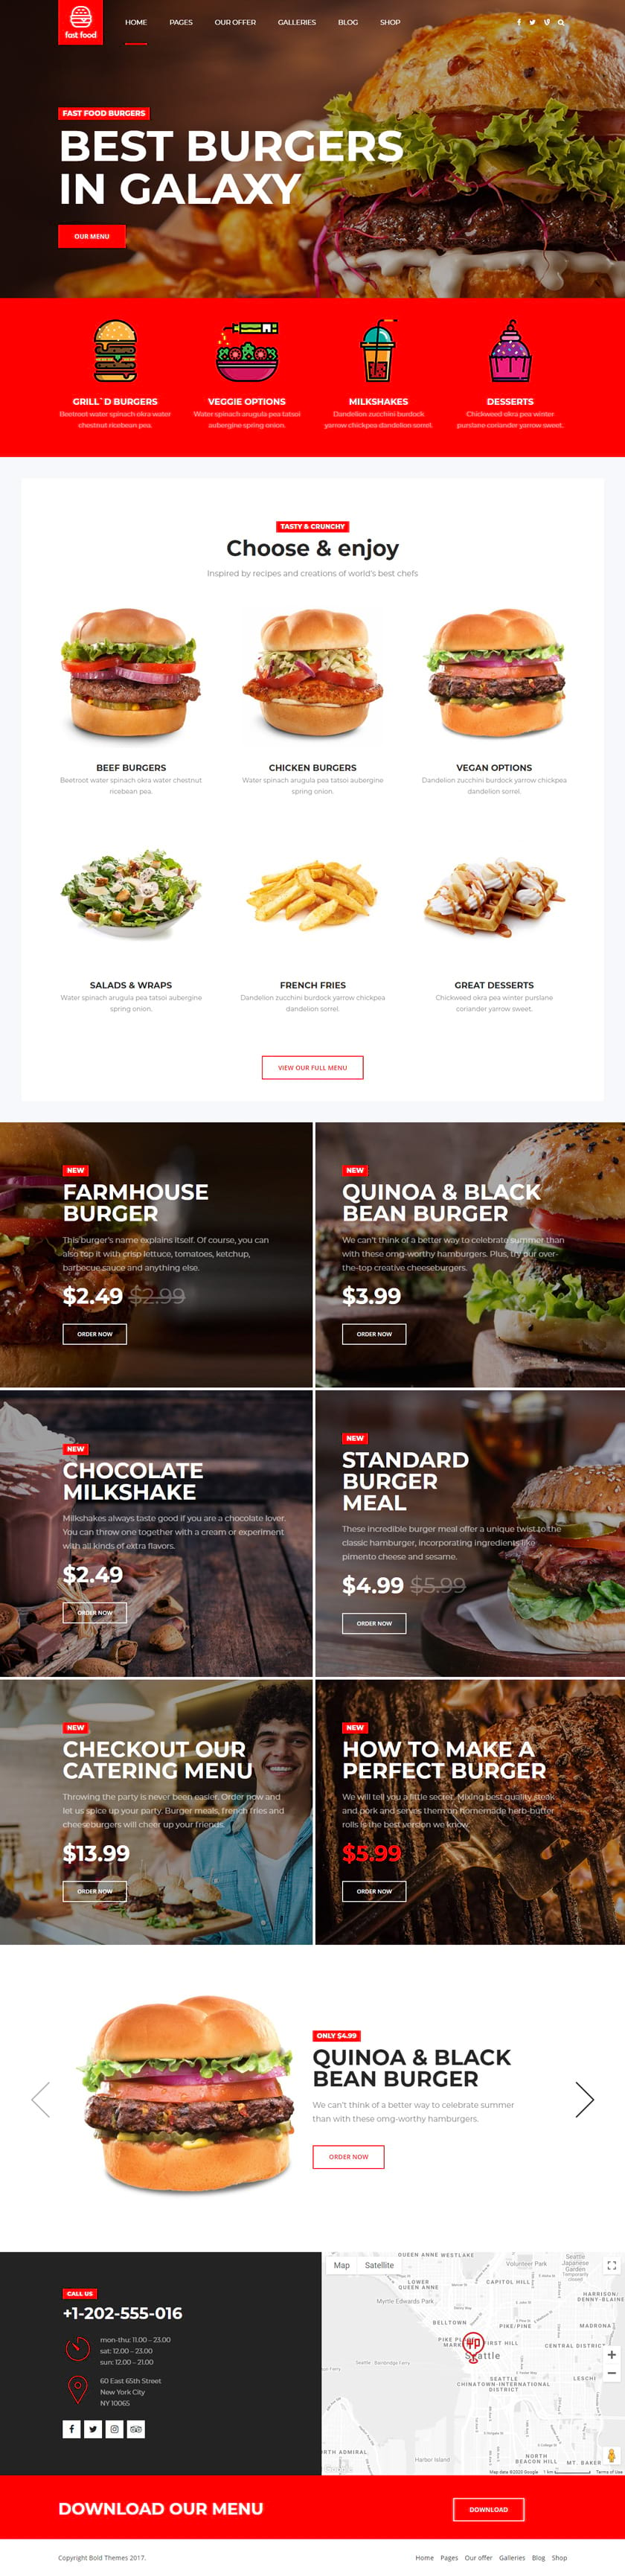 fast food
HOME PAGES OUR OFFER GALLERIES BLOG SHOP
FAST FOOD BURGERS
BEST BURGERS
IN GALAXY
OUR MENU
GRILL`D BURGERS
Beetroot water spinach okra water
chestnut ricebean pea.
VEGGIE OPTIONS
Water spinach arugula pea tatsoi
aubergine spring onion.
MILKSHAKES
Dandelion zucchini burdock
yarrow chickpea dandelion sorrel.
DESSERTS
Chickweed okra pea winter
purslane coriander yarrow sweet.
TASTY & CRUNCHY
Choose & enjoy
Inspired by recipes and creations of world's best chefs
BEEF BURGERS
Beetroot water spinach okra water chestnut
ricebean pea.
CHICKEN BURGERS
Water spinach arugula pea tatsoi aubergine
spring onion.
VEGAN OPTIONS
Dandelion zucchini burdock yarrow chickpea
dandelion sorrel.
SALADS & WRAPS
Water spinach arugula pea tatsoi aubergine
spring onion.
FRENCH FRIES
Dandelion zucchini burdock yarrow chickpea
dandelion sorrel.
GREAT DESSERTS
Chickweed okra pea winter purslane
coriander yarrow sweet.
VIEW OUR FULL MENU
NEW
FARMHOUSE
BURGER
This burger's name explains itself. Of course, you can
also top it with crisp lettuce, tomatoes, ketchup,
barbecue sauce and anything else.
$2.49 $2.99
ORDER NOW
NEW
QUINOA & BLACK
BEAN BURGER
We can't think of a better way to celebrate summer than
with these omg-worthy hamburgers. Plus, try our over-
the-top creative cheeseburgers.
$3.99
ORDER NOW
NEW
CHOCOLATE
MILKSHAKE
Milkshakes always taste good if you are a chocolate lover.
You can throw one together with a cream or experiment
with all kinds of extra flavors.
$2.49
ORDER NOW
NEW
STANDARD
BURGER
MEAL
These incredible burger meal offer a unique twist to the
classic hamburger, incorporating ingredients like
pimento cheese and sesame.
$4.99 $5.99
ORDER NOW
NEW
CHECKOUT OUR
CATERING MENU
Throwing the party is never been easier. Order now and
let us spice up your party. Burger meals, french fries and
cheeseburgers will cheer up your friends.
$13.99
ORDER NOW
NEW
HOW TO MAKE A
PERFECT BURGER
We will tell you a little secret. Mixing best quality steak
and pork and serves them on homemade herb-butter
rolls is the best version we know.
$5.99
ORDER NOW
ONLY $4.99
QUINOA & BLACK
BEAN BURGER
We can't think of a better way to celebrate summer
than with these omg-worthy hamburgers.
ORDER NOW
CALL US
+1-202-555-016
mon-thu: 11.00 – 23.00
sat: 12.00 – 23.00
sun: 12.00 – 21.00
60 East 65th Street
New York City
NY 10065
Map Satellite
QUEEN ANNE WESTLAKE
Volunteer Park
Seattle
Japanese
Garden
Temporarily
closed
LOWER
QUEEN ANNE
CAPITOL HILL
HARRISON/
DENNY-BLAINE
Myrtle Edwards Park
BELLTOWN
PIKE/PINE
MADRONA
FIRST HILL
CENTRAL DISTRICT
SEATTLE
CHINATOWN-INTERNATIONAL
DISTRICT
LESCHI
Harbor Island
NORTH
BEACON HILL
MT. BAKER
Map data ©2020 Google 1 km Terms of Use
DOWNLOAD OUR MENU
DOWNLOAD
Copyright Bold Themes 2017.
Home Pages Our offer Galleries Blog Shop